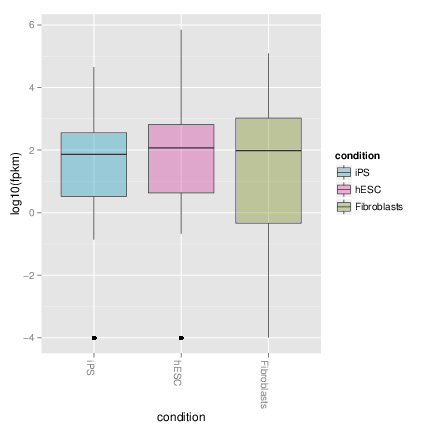 6
4
2
0
−2
−4
log10(fpkm)
iPS
hESC
Fibroblasts
condition
condition
iPS
hESC
Fibroblasts